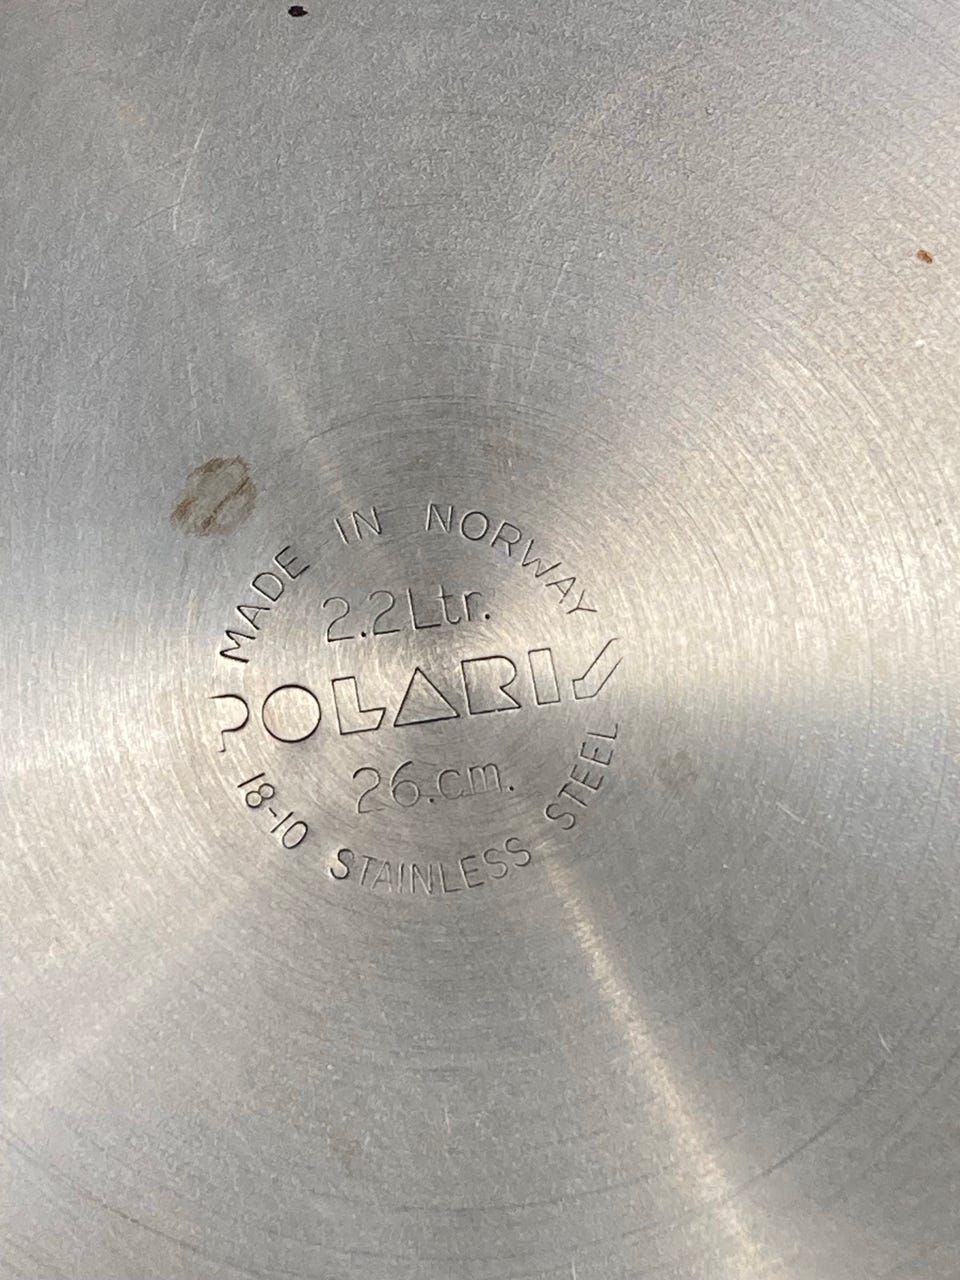 MADE IN NORWAY
2.2Ltr.
POLARIS
26.cm.
18-10 STAINLESS STEEL